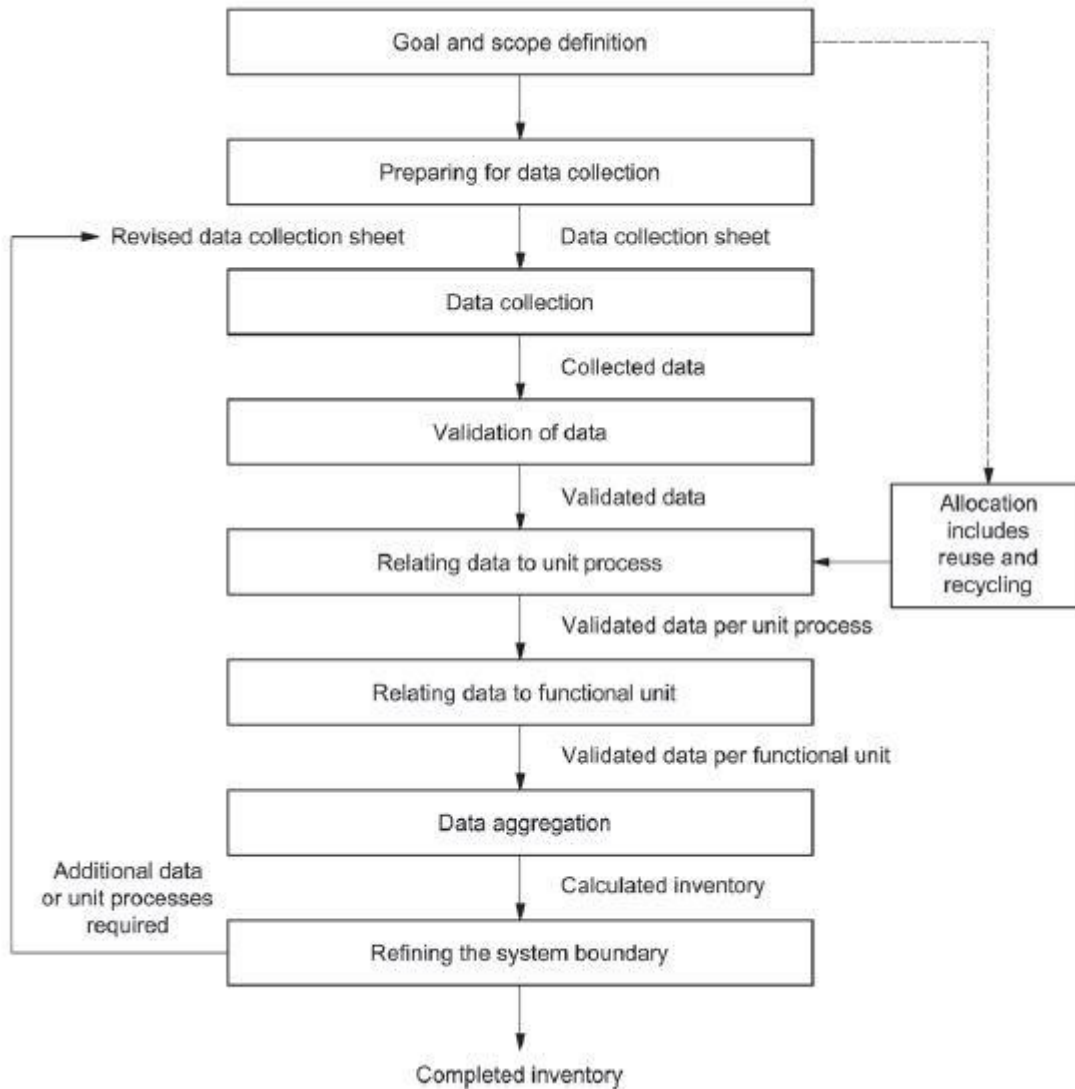 Goal and scope definition
Preparing for data collection
Revised data collection sheet
Data collection sheet
Data collection
Collected data
Validation of data
Validated data
Allocation
includes
reuse and
recycling
Relating data to unit process
Validated data per unit process
Relating data to functional unit
Validated data per functional unit
Data aggregation
Calculated inventory
Additional data
or unit processes
required
Refining the system boundary
Completed inventory